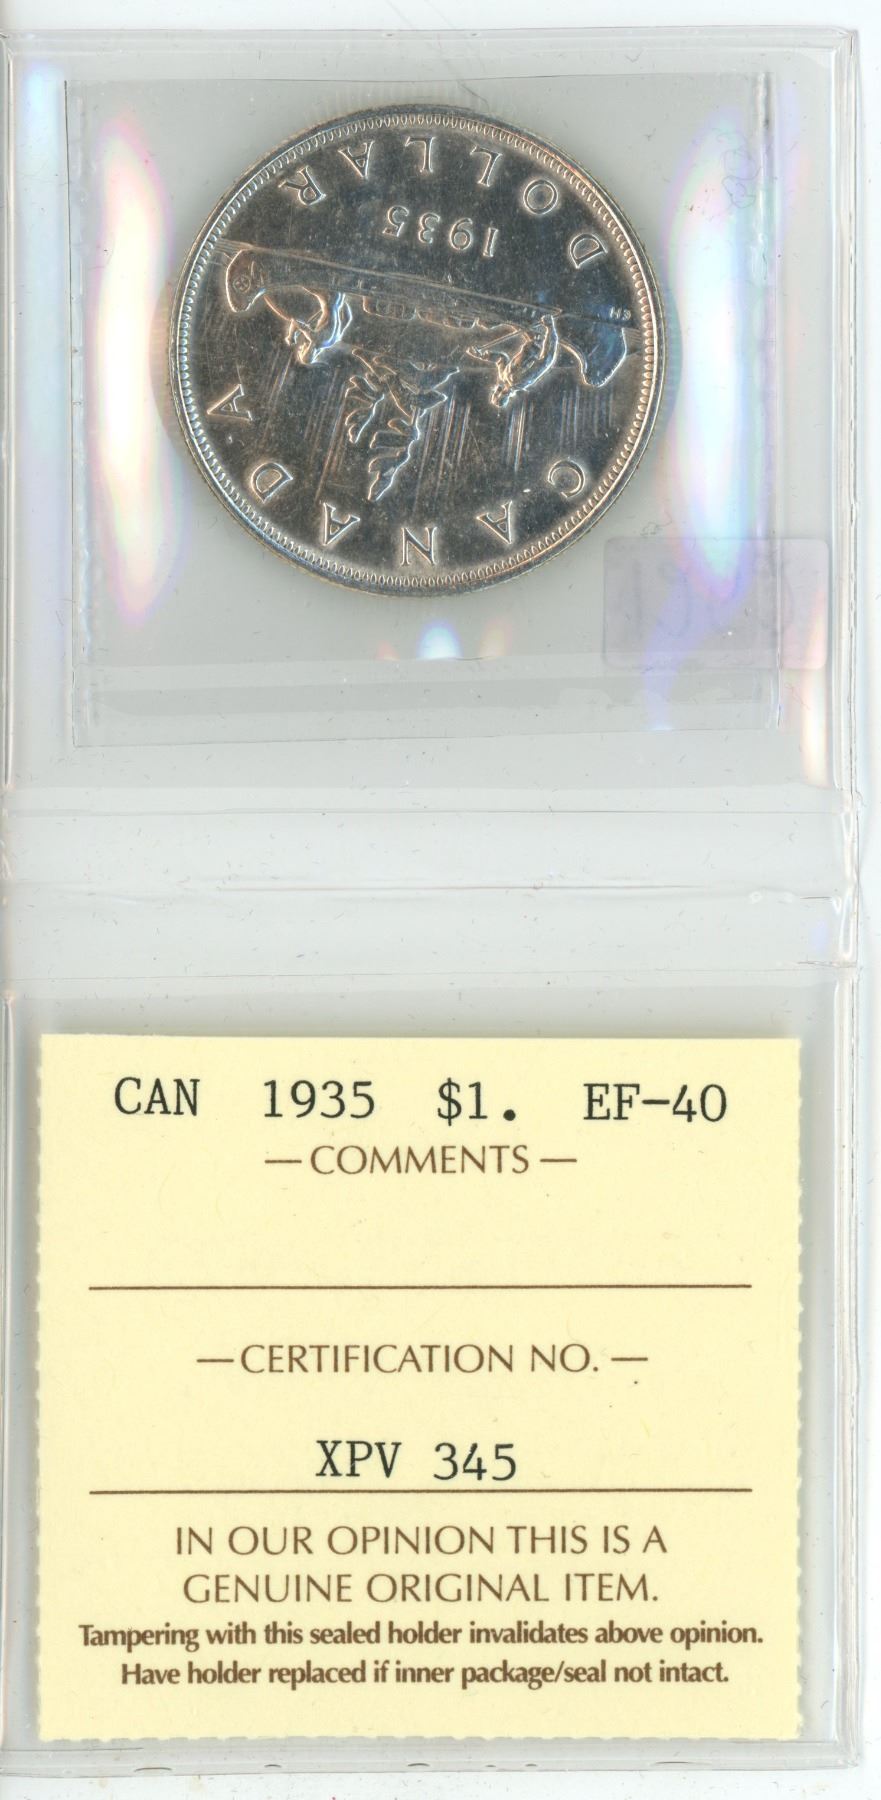 CANADA
1935
DOLLAR
EH
CAN 1935 $1. EF-40
— COMMENTS —
— CERTIFICATION NO. —
XPV 345
IN OUR OPINION THIS IS A
GENUINE ORIGINAL ITEM.
Tampering with this sealed holder invalidates above opinion.
Have holder replaced if inner package/seal not intact.